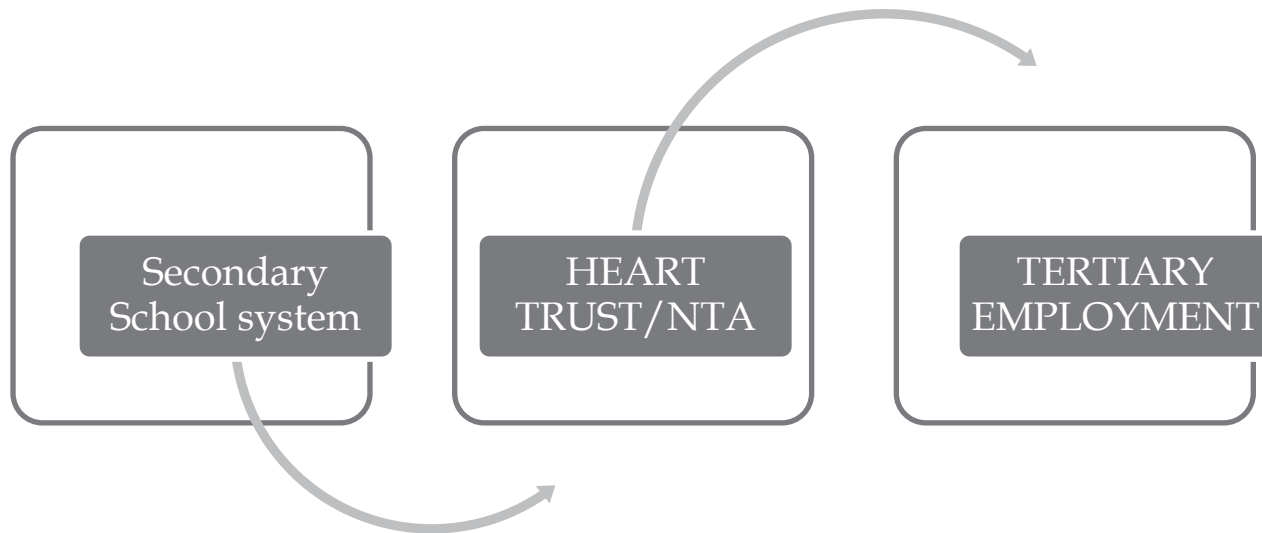 Secondary
School system
HEART
TRUST/NTA
TERTIARY
EMPLOYMENT